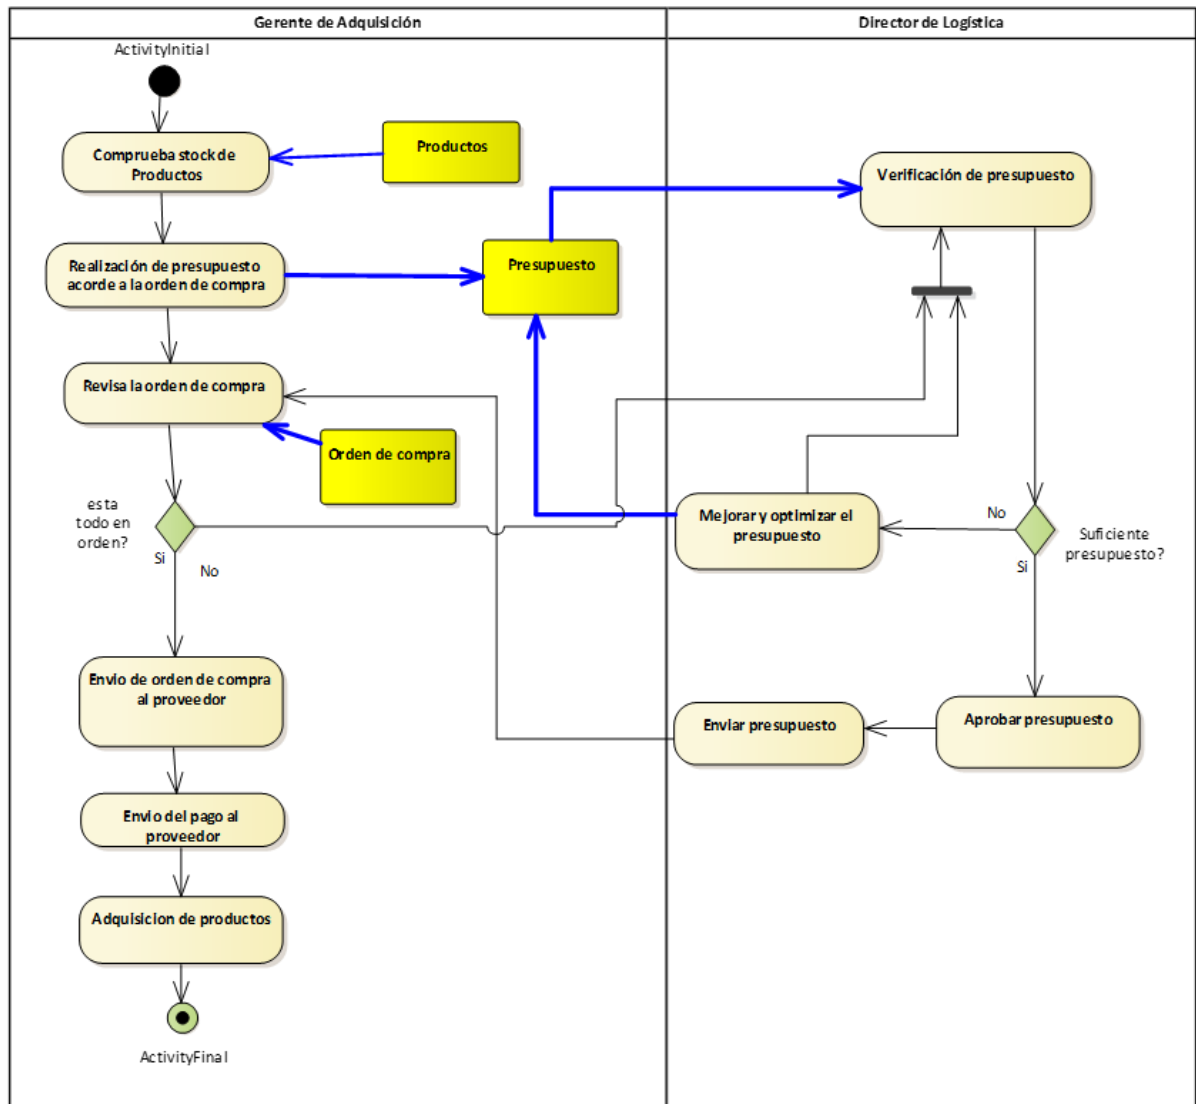 Gerente de Adquisición
Director de Logística
ActivityInitial
Comprueba stock de
Productos
Productos
Verificación de presupuesto
Realización de presupuesto
acorde a la orden de compra
Presupuesto
Revisa la orden de compra
Orden de compra
esta
todo en
orden?
Si
No
Mejorar y optimizar el
presupuesto
No
Suficiente
presupuesto?
Si
Envio de orden de compra
al proveedor
Enviar presupuesto
Aprobar presupuesto
Envio del pago al
proveedor
Adquisicion de productos
ActivityFinal